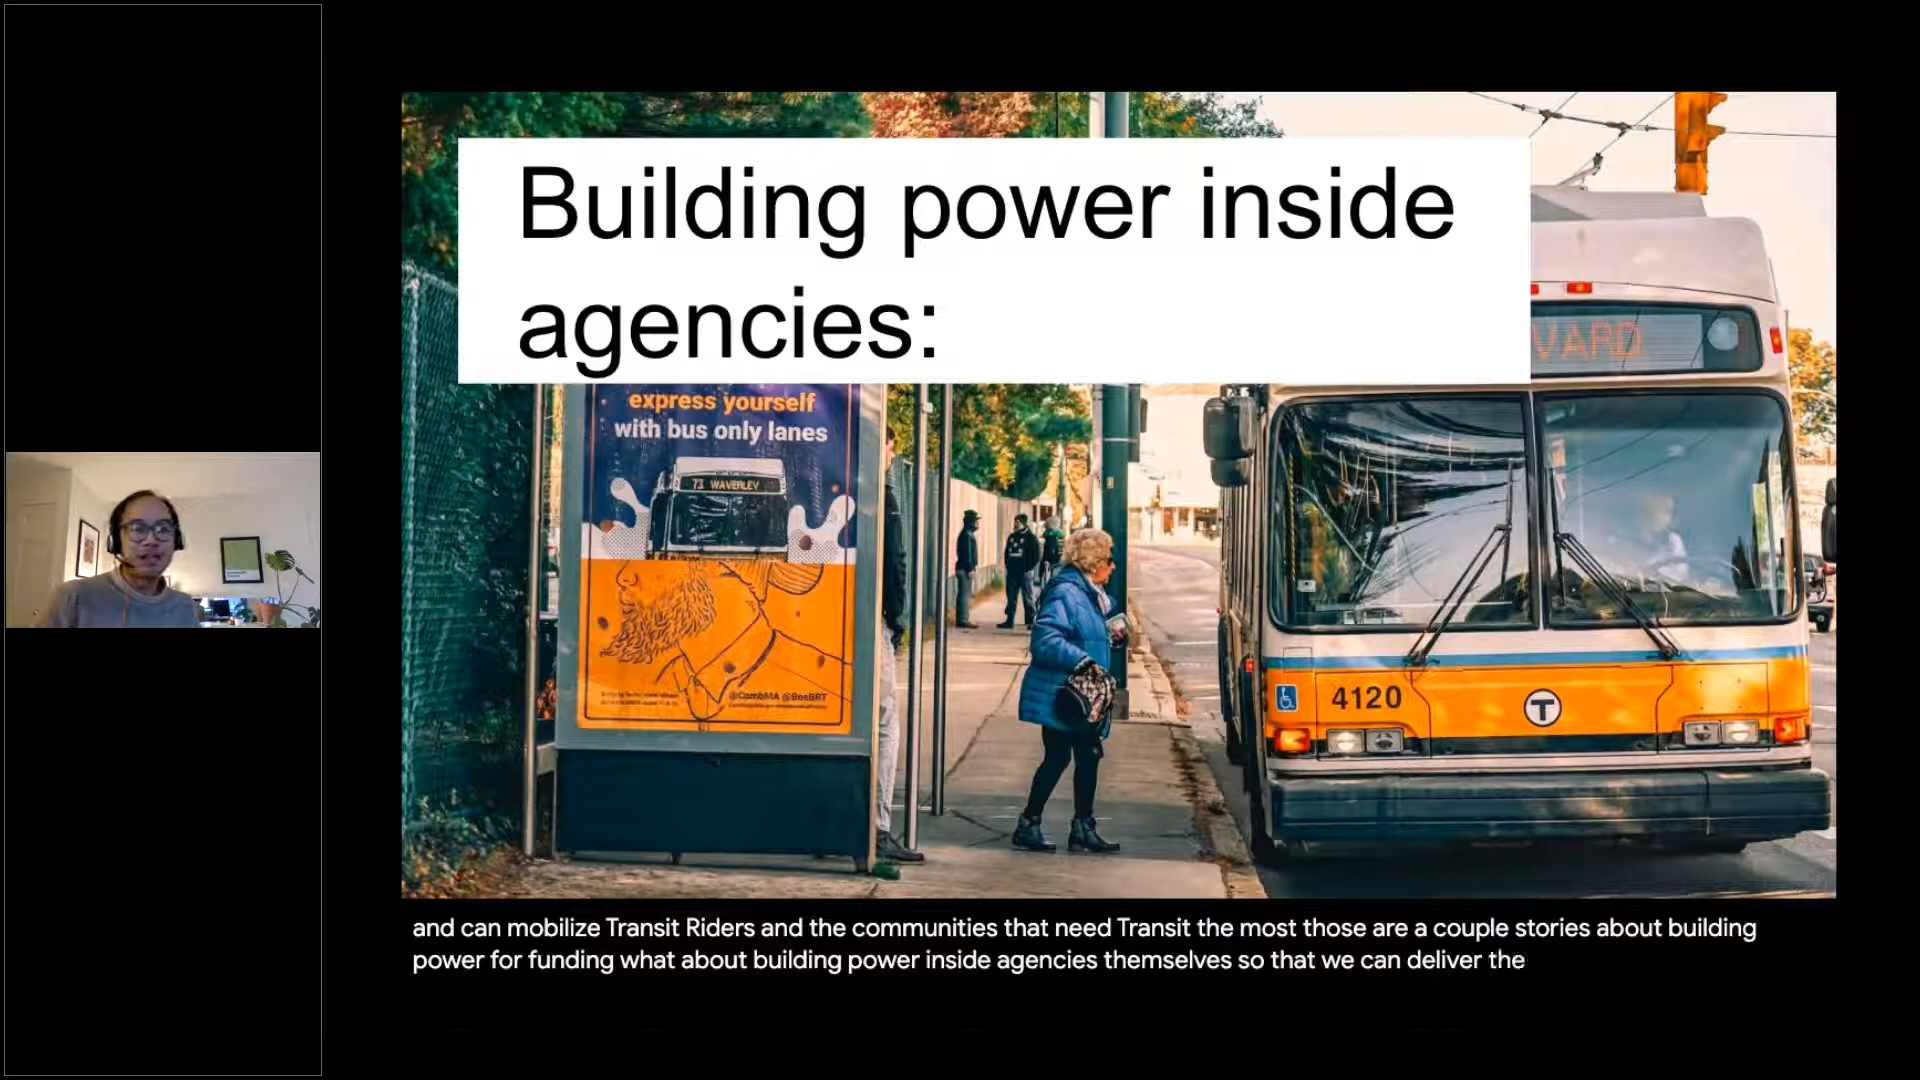 Building power inside
agencies:
VARD
express yourself
with bus only lanes
73 WAVERLEY
@CambMA @BosBRT
4120
T
and can mobilize Transit Riders and the communities that need Transit the most those are a couple stories about building
power for funding what about building power inside agencies themselves so that we can deliver the